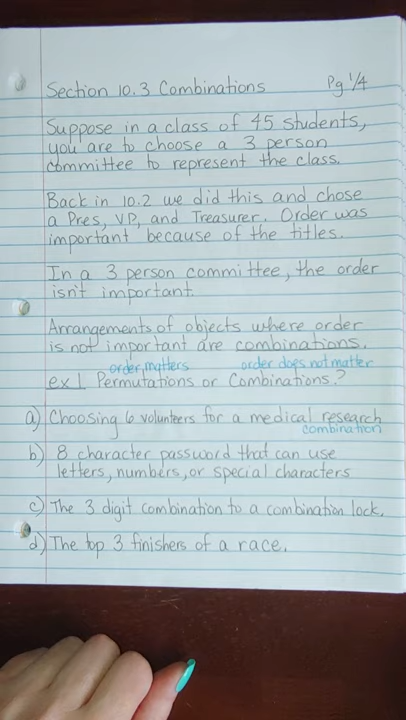 Section 10.3 Combinations Pg 1/4
Suppose in a class of 45 students,
you are to choose a 3 person
committee to represent the class.
Back in 10.2 we did this and chose
a Pres, VP, and Treasurer. Order was
important because of the titles.
In a 3 person committee, the order
isn't important.
Arrangements of objects where order
is not important are combinations.
order matters order does not matter
ex 1 Permutations or Combinations?
a) Choosing 6 volunteers for a medical research
combination
b) 8 character password that can use
letters, numbers, or special characters
c) The 3 digit combination to a combination lock.
d) The top 3 finishers of a race.